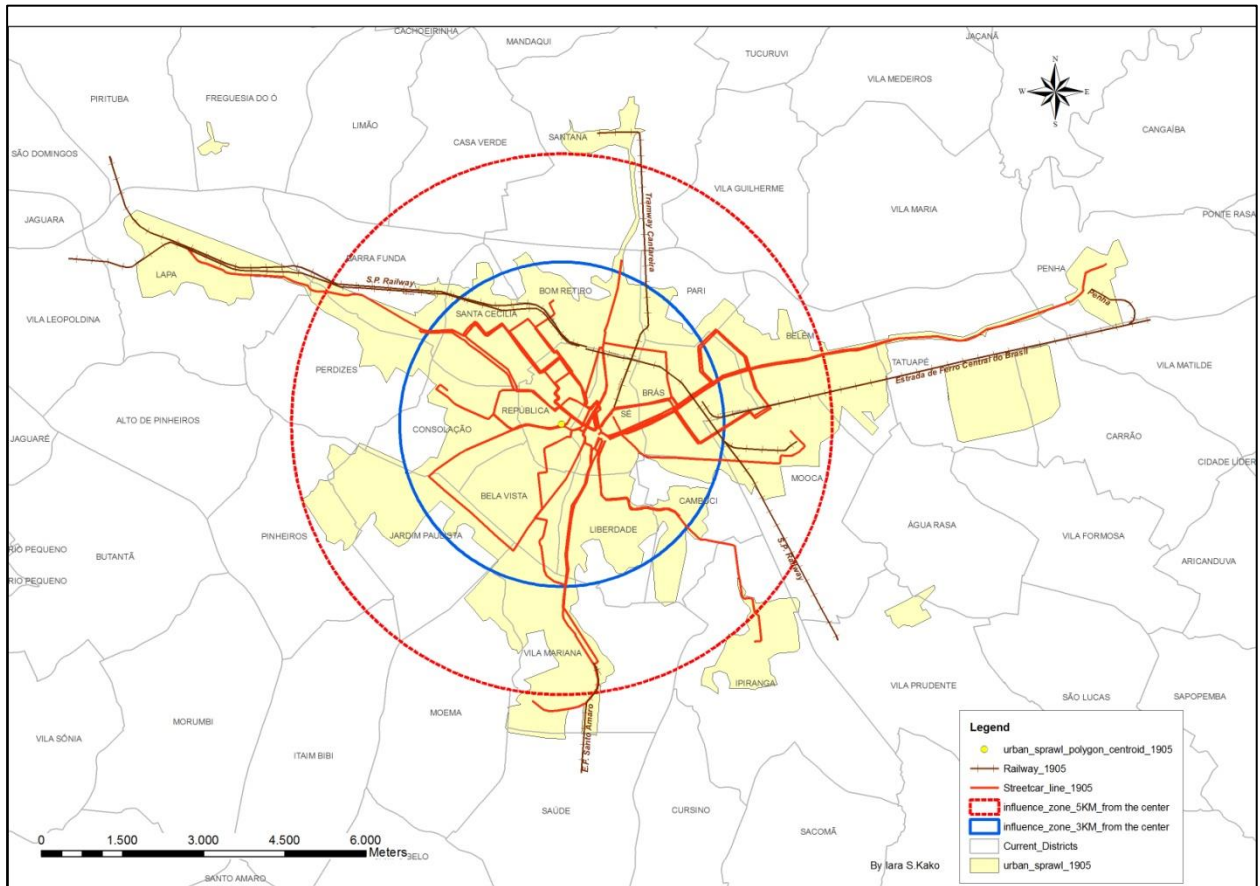 CACHOEIRINHA
MANDAQUI
JAÇANÃ
TUCURUVI
VILA MEDEIROS
PIRITUBA
FREGUESIA DO Ó
LIMÃO
N
W E
S
CANGAÍBA
SANTANA
CASA VERDE
SÃO DOMINGOS
VILA GUILHERME
Tramway Cantareira
VILA MARIA
JAGUARA
PONTE RASA
BARRA FUNDA
LAPA
PENHA
S.P. Railway
BOM RETIRO
PARI
Penha
SANTA CECÍLIA
VILA LEOPOLDINA
BELÉM
TATUAPÉ
Estrada de Ferro Central do Brasil
VILA MATILDE
PERDIZES
BRÁS
REPÚBLICA
SÉ
ALTO DE PINHEIROS
CONSOLAÇÃO
JAGUARÉ
CARRÃO
CIDADE LÍDER
MOOCA
BELA VISTA
CAMBUCI
ÁGUA RASA
LIBERDADE
JARDIM PAULISTA
PINHEIROS
VILA FORMOSA
RIO PEQUENO
BUTANTÃ
S.P. Railway
ARICANDUVA
RIO PEQUENO
VILA MARIANA
IPIRANGA
VILA PRUDENTE
SÃO LUCAS
SAPOPEMBA
MOEMA
MORUMBI
VILA SÔNIA
ITAIM BIBI
E.F. Santo Amaro
SAÚDE
CURSINO
SACOMÃ
Legend
urban_sprawl_polygon_centroid_1905
Railway_1905
Streetcar_line_1905
influence_zone_5KM_from the center
influence_zone_3KM_from the center
Current_Districts
urban_sprawl_1905
0 1.500 3.000 4.500 6.000
Meters
BELO
By Iara S.Kako
SANTO AMARO